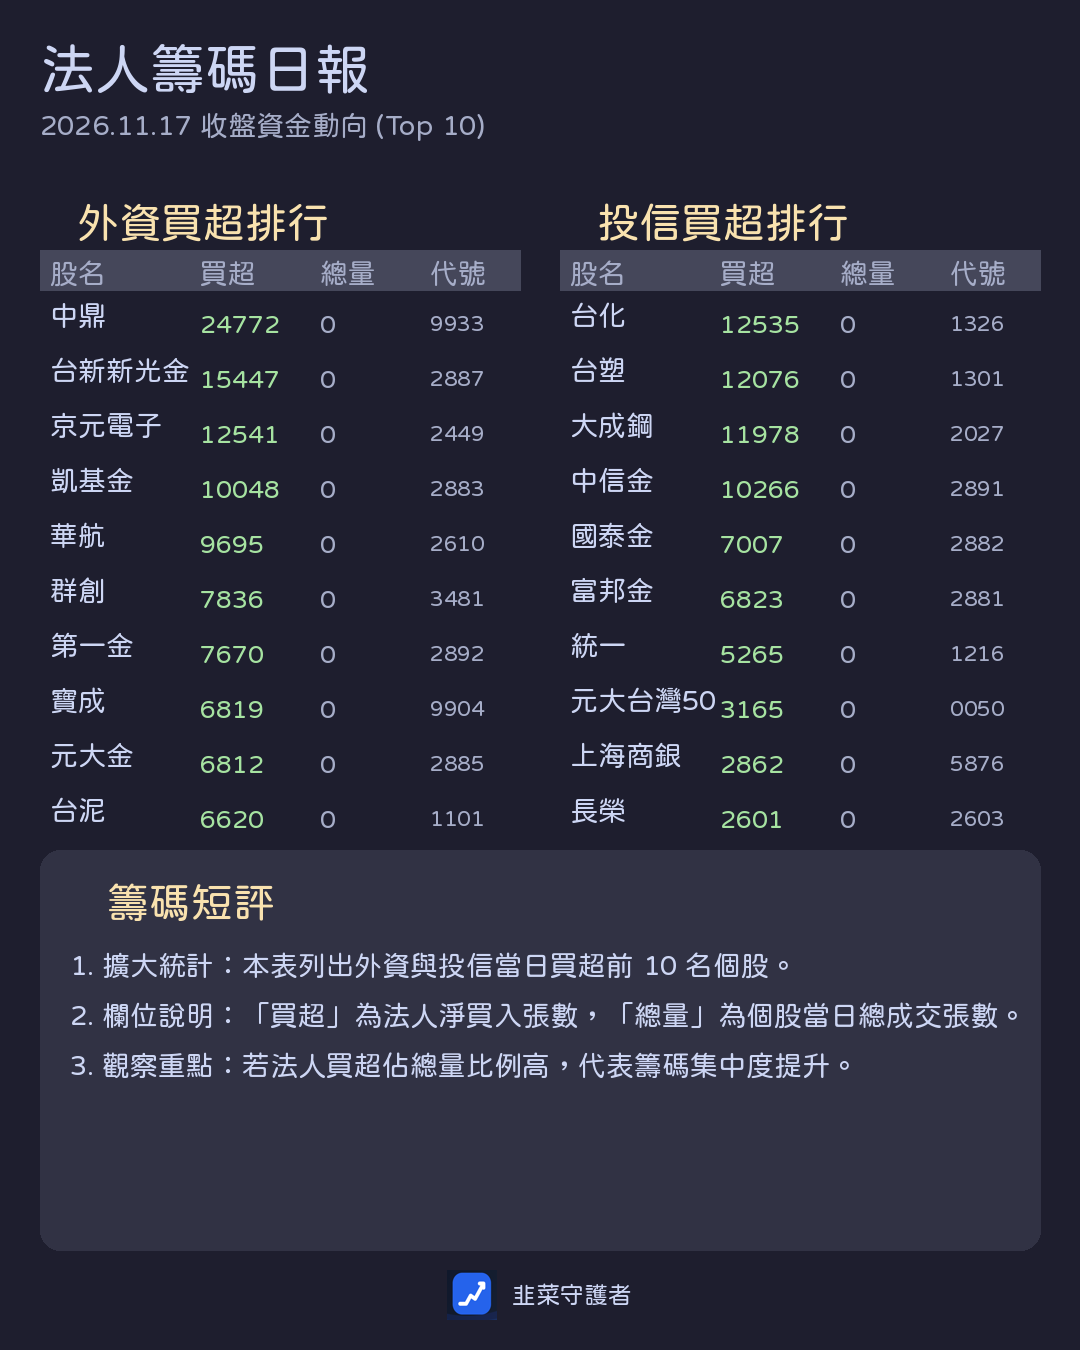 法人籌碼日報
2026.11.17 收盤資金動向 (Top 10)
外資買超排行
股名 買超 總量 代號
中鼎 24772 0 9933
台新新光金 15447 0 2887
京元電子 12541 0 2449
凱基金 10048 0 2883
華航 9695 0 2610
群創 7836 0 3481
第一金 7670 0 2892
寶成 6819 0 9904
元大金 6812 0 2885
台泥 6620 0 1101
投信買超排行
股名 買超 總量 代號
台化 12535 0 1326
台塑 12076 0 1301
大成鋼 11978 0 2027
中信金 10266 0 2891
國泰金 7007 0 2882
富邦金 6823 0 2881
統一 5265 0 1216
元大台灣50 3165 0 0050
上海商銀 2862 0 5876
長榮 2601 0 2603
籌碼短評
1. 擴大統計：本表列出外資與投信當日買超前 10 名個股。
2. 欄位說明：「買超」為法人淨買入張數，「總量」為個股當日總成交張數。
3. 觀察重點：若法人買超佔總量比例高，代表籌碼集中度提升。
韭菜守護者